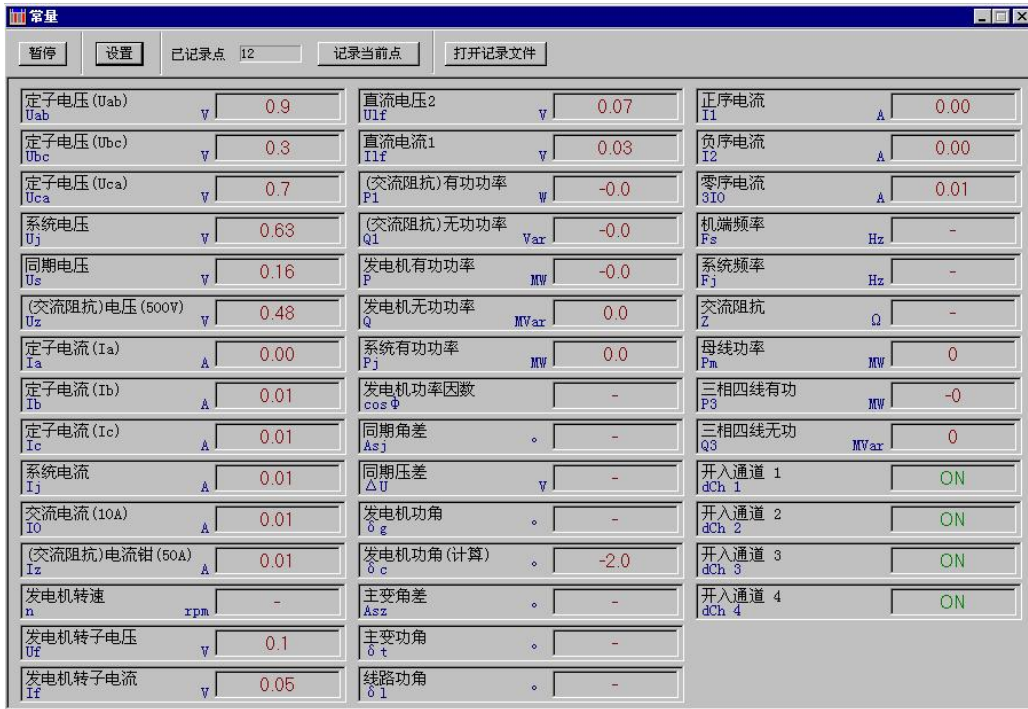 常量
暂停 设置 已记录点 12 记录当前点 打开记录文件
定子电压(Uab)
Uab V 0.9
定子电压(Ubc)
Ubc V 0.3
定子电压(Uca)
Uca V 0.7
系统电压
Uj V 0.63
同期电压
Us V 0.16
(交流阻抗)电压(500V)
Uz V 0.48
定子电流(Ia)
Ia A 0.00
定子电流(Ib)
Ib A 0.01
定子电流(Ic)
Ic A 0.01
系统电流
Ij A 0.01
交流电流(10A)
IO A 0.01
(交流阻抗)电流钳(50A)
Iz A 0.01
发电机转速
n rpm -
发电机转子电压
Uf V 0.1
发电机转子电流
If V 0.05
直流电压2
Ulf V 0.07
直流电流1
Ilf V 0.03
(交流阻抗)有功功率
P1 W -0.0
(交流阻抗)无功功率
Q1 Var -0.0
发电机有功功率
P MW -0.0
发电机无功功率
Q MVar 0.0
系统有功功率
Pj MW 0.0
发电机功率因数
cosΦ -
同期角差
Asj ° -
同期压差
△U V -
发电机功角
δg ° -
发电机功角(计算)
δc ° -2.0
主变角差
Asz ° -
主变功角
δt ° -
线路功角
δl ° -
正序电流
I1 A 0.00
负序电流
I2 A 0.00
零序电流
3IO A 0.01
机端频率
Fs Hz -
系统频率
Fj Hz -
交流阻抗
Z Ω -
母线功率
Pm MW 0
三相四线有功
P3 MW -0
三相四线无功
Q3 MVar 0
开入通道 1
dCh 1 ON
开入通道 2
dCh 2 ON
开入通道 3
dCh 3 ON
开入通道 4
dCh 4 ON